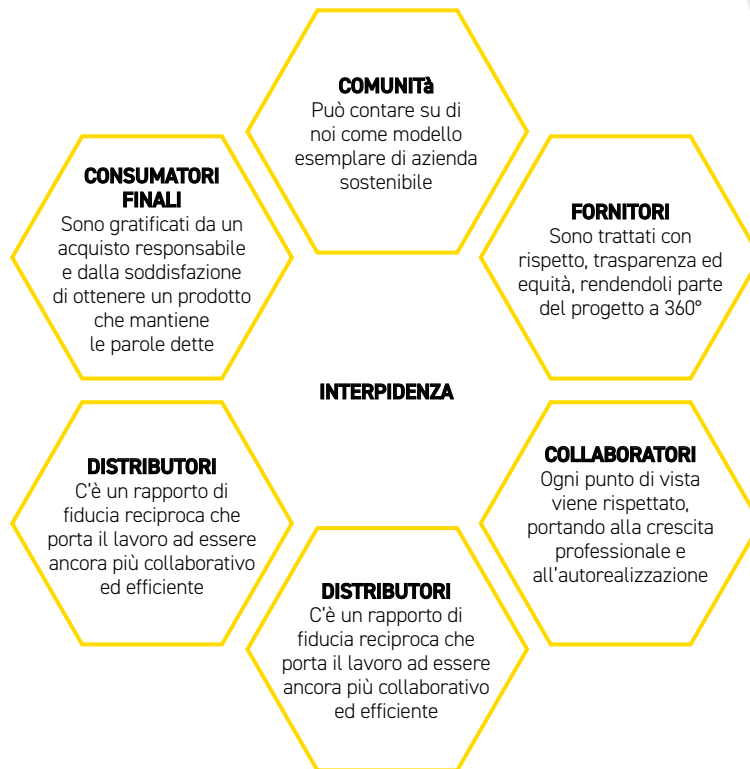 COMUNITà
Può contare su di
noi come modello
esemplare di azienda
sostenibile
CONSUMATORI
FINALI
Sono gratificati da un
acquisto responsabile
e dalla soddisfazione
di ottenere un prodotto
che mantiene
le parole dette
FORNITORI
Sono trattati con
rispetto, trasparenza ed
equità, rendendoli parte
del progetto a 360°
INTERPIDENZA
DISTRIBUTORI
C'è un rapporto di
fiducia reciproca che
porta il lavoro ad essere
ancora più collaborativo
ed efficiente
COLLABORATORI
Ogni punto di vista
viene rispettato,
portando alla crescita
professionale e
all'autorealizzazione
DISTRIBUTORI
C'è un rapporto di
fiducia reciproca che
porta il lavoro ad essere
ancora più collaborativo
ed efficiente